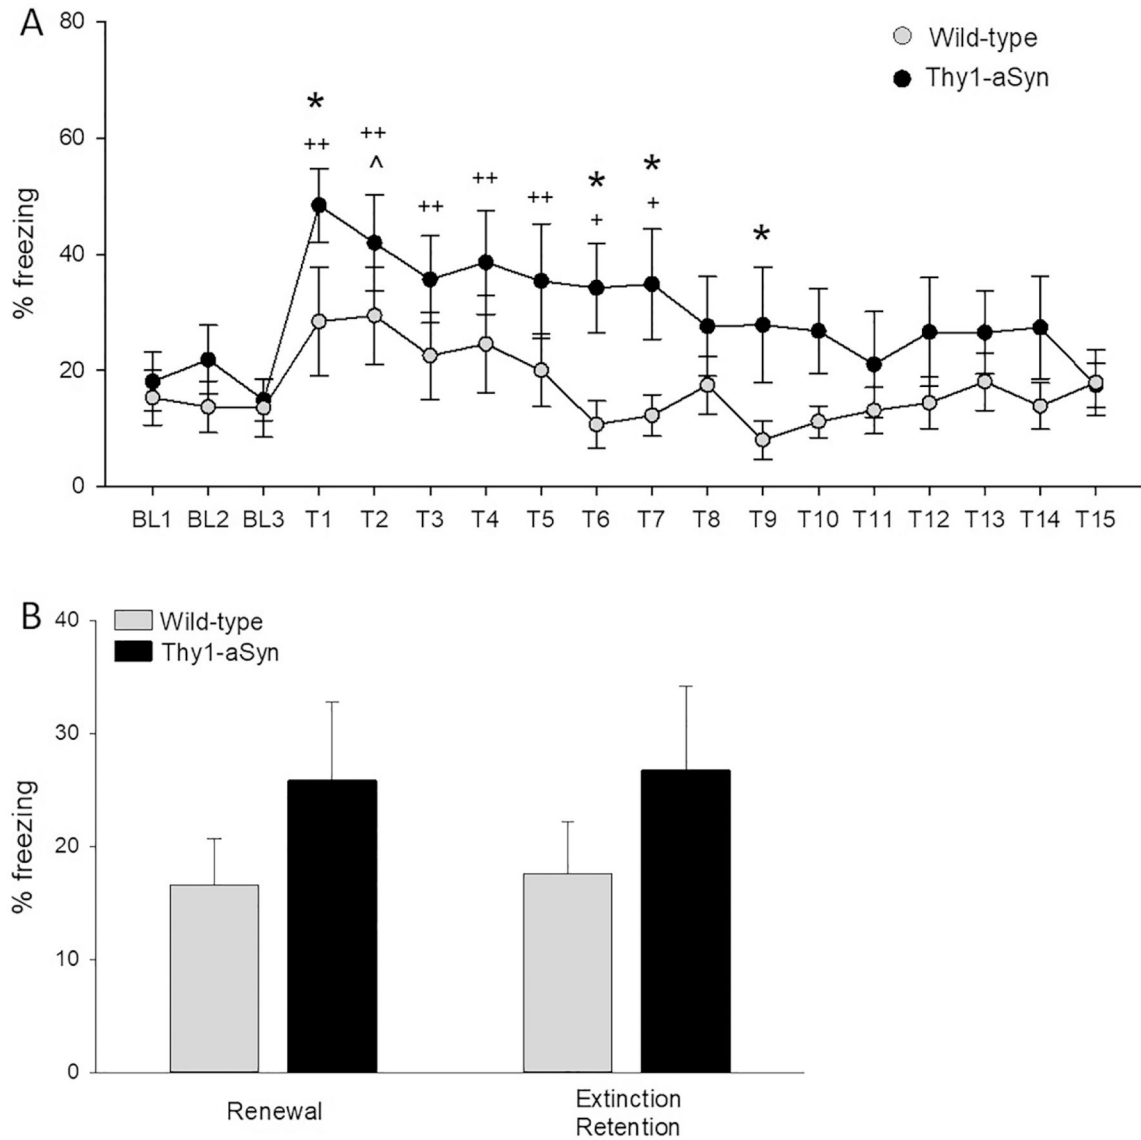 A
80
Wild-type
Thy1-aSyn
*
++
++
^
++
++
++
*
+
*
+
*
60
40
20
0
% freezing
BL1 BL2 BL3 T1 T2 T3 T4 T5 T6 T7 T8 T9 T10 T11 T12 T13 T14 T15
B
40
Wild-type
Thy1-aSyn
30
20
10
0
% freezing
Renewal
Extinction
Retention